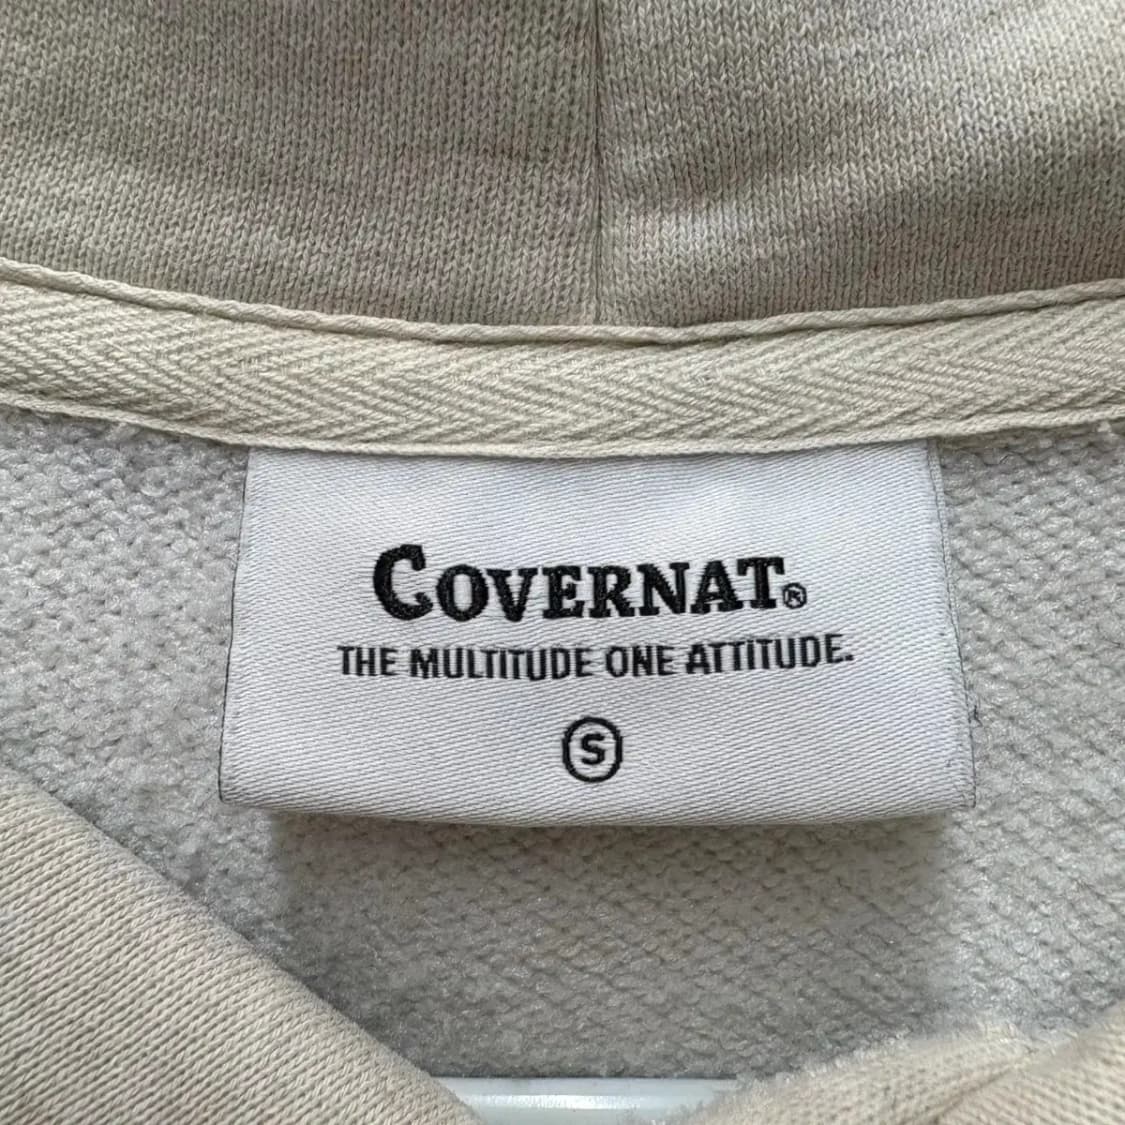 COVERNAT®
THE MULTITUDE ONE ATTITUDE.
S